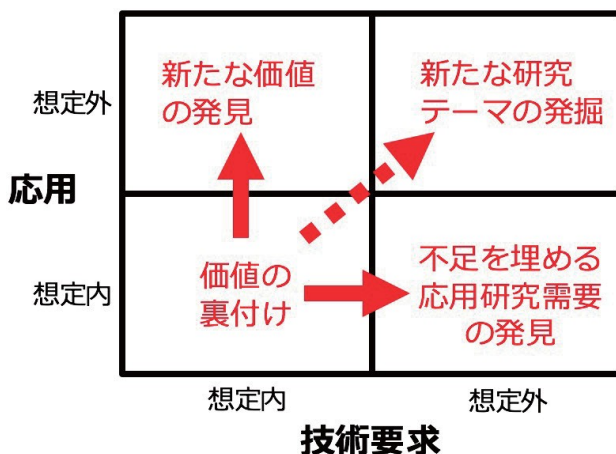 想定外
新たな価値
の発見
新たな研究
テーマの発掘
応用
想定内
価値の
裏付け
不足を埋める
応用研究需要
の発見
想定内
想定外
技術要求